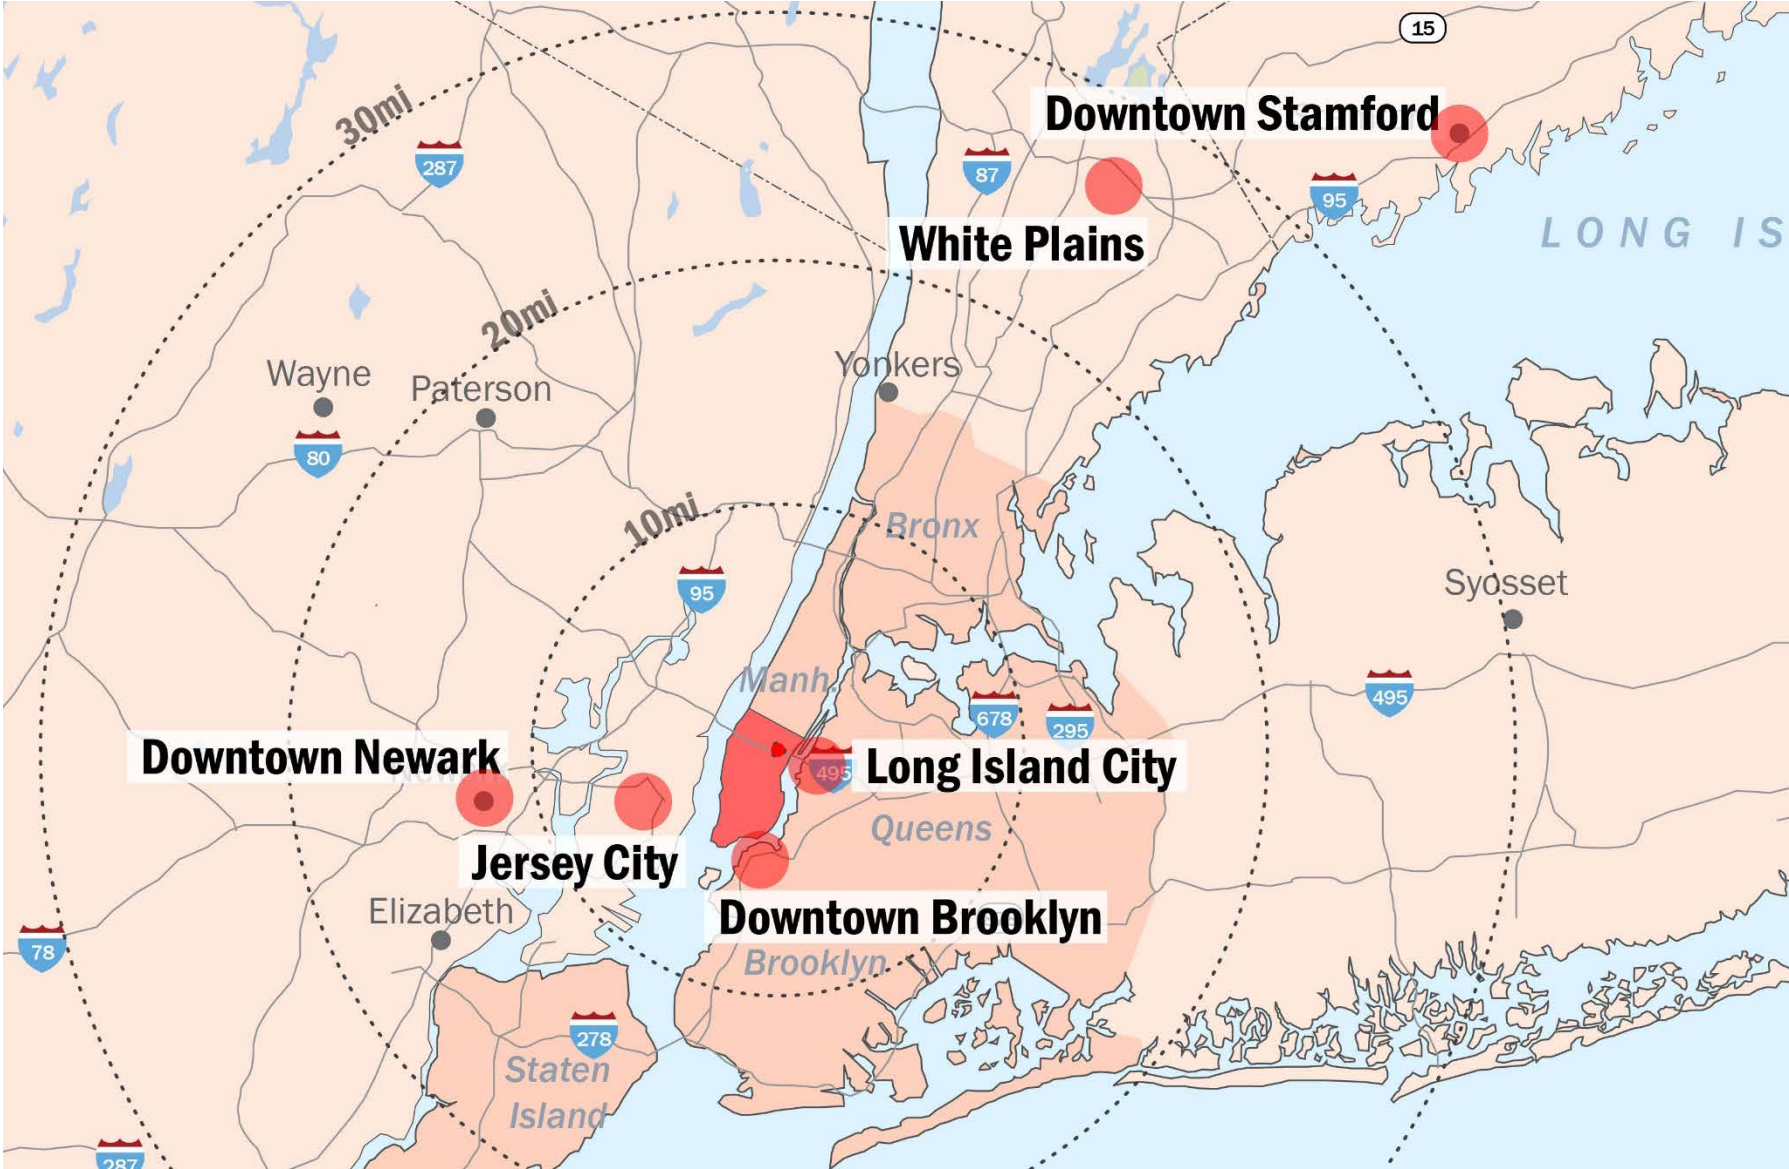 15
30mi
Downtown Stamford
287
87
95
White Plains
LONG IS
20mi
Wayne
Paterson
Yonkers
80
10mi
Bronx
95
Syosset
Manh.
678
295
495
Downtown Newark
495
Long Island City
Queens
Jersey City
Elizabeth
Downtown Brooklyn
78
Brooklyn
278
Staten
Island
287